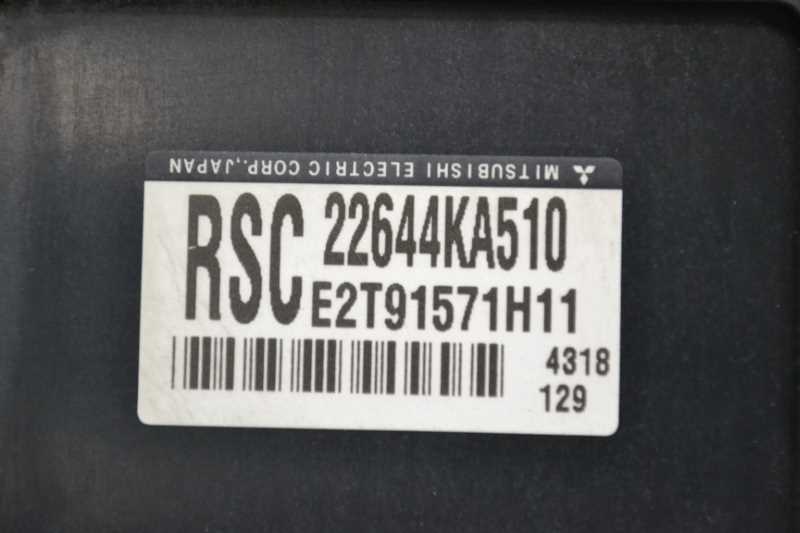 MITSUBISHI ELECTRIC CORP.,JAPAN
RSC 22644KA510
E2T91571H11
4318
129